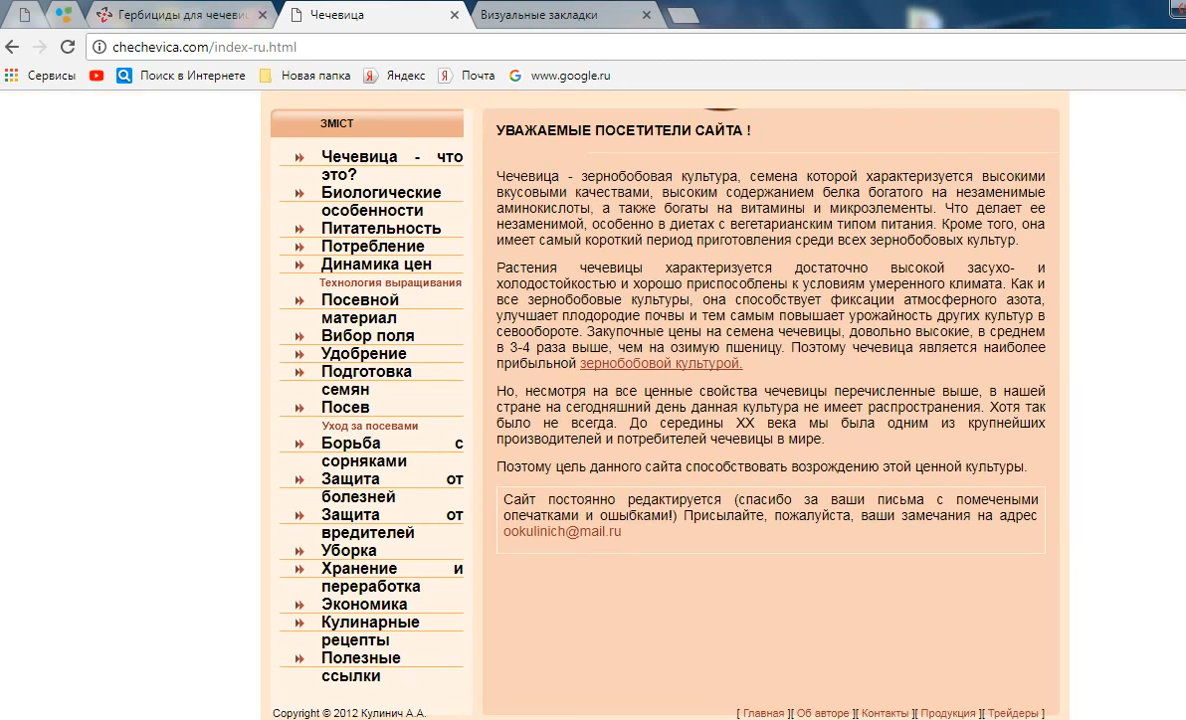 Гербициды для чечеви
Чечевица
Визуальные закладки
chechevica.com/index-ru.html
Сервисы
Поиск в Интернете
Новая папка
Яндекс
Почта
www.google.ru
ЗМІСТ
Чечевица - что
это?
Биологические
особенности
Питательность
Потребление
Динамика цен
Технология выращивания
Посевной
материал
Вибор поля
Удобрение
Подготовка
семян
Посев
Уход за посевами
Борьба с
сорняками
Защита от
болезней
Защита от
вредителей
Уборка
Хранение и
переработка
Экономика
Кулинарные
рецепты
Полезные
ссылки
УВАЖАЕМЫЕ ПОСЕТИТЕЛИ САЙТА !
Чечевица - зернобобовая культура, семена которой характеризуется высокими
вкусовыми качествами, высоким содержанием белка богатого на незаменимые
аминокислоты, а также богаты на витамины и микроэлементы. Что делает ее
незаменимой, особенно в диетах с вегетарианским типом питания. Кроме того, она
имеет самый короткий период приготовления среди всех зернобобовых культур.
Растения чечевицы характеризуется достаточно высокой засухо- и
холодостойкостью и хорошо приспособлены к условиям умеренного климата. Как и
все зернобобовые культуры, она способствует фиксации атмосферного азота,
улучшает плодородие почвы и тем самым повышает урожайность других культур в
севообороте. Закупочные цены на семена чечевицы, довольно высокие, в среднем
в 3-4 раза выше, чем на озимую пшеницу. Поэтому чечевица является наиболее
прибыльной зернобобовой культурой.
Но, несмотря на все ценные свойства чечевицы перечисленные выше, в нашей
стране на сегодняшний день данная культура не имеет распространения. Хотя так
было не всегда. До середины XX века мы была одним из крупнейших
производителей и потребителей чечевицы в мире.
Поэтому цель данного сайта способствовать возрождению этой ценной культуры.
Сайт постоянно редактируется (спасибо за ваши письма с помечеными
опечатками и ошыбками!) Присылайте, пожалуйста, ваши замечания на адрес
ookulinich@mail.ru
Copyright © 2012 Кулинич А.А.
[ Главная ][ Об авторе ][ Контакты ][ Продукция ][ Трейдеры ]